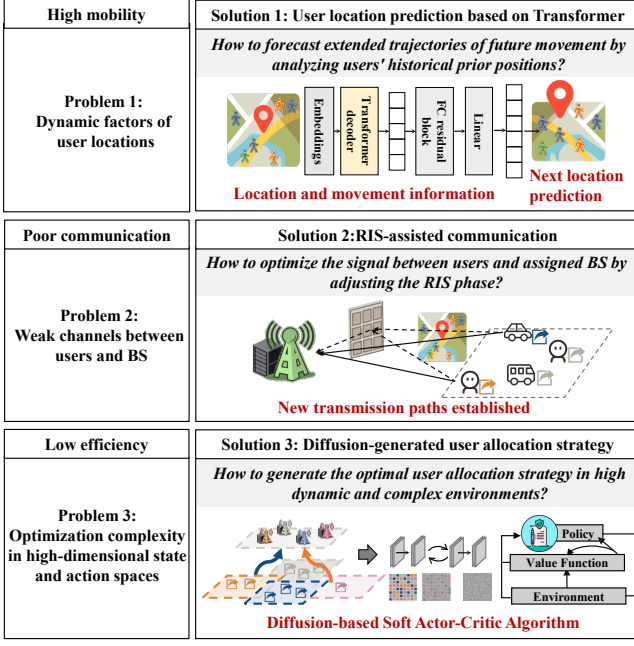 High mobility
Problem 1:
Dynamic factors of
user locations
Solution 1: User location prediction based on Transformer
How to forecast extended trajectories of future movement by
analyzing users' historical prior positions?
Embeddings
Transformer
decoder
FC residual
block
Linear
Location and movement information
Next location
prediction
Poor communication
Problem 2:
Weak channels between
users and BS
Solution 2:RIS-assisted communication
How to optimize the signal between users and assigned BS by
adjusting the RIS phase?
New transmission paths established
Low efficiency
Problem 3:
Optimization complexity
in high-dimensional state
and action spaces
Solution 3: Diffusion-generated user allocation strategy
How to generate the optimal user allocation strategy in high
dynamic and complex environments?
Policy
Value Function
Environment
Diffusion-based Soft Actor-Critic Algorithm